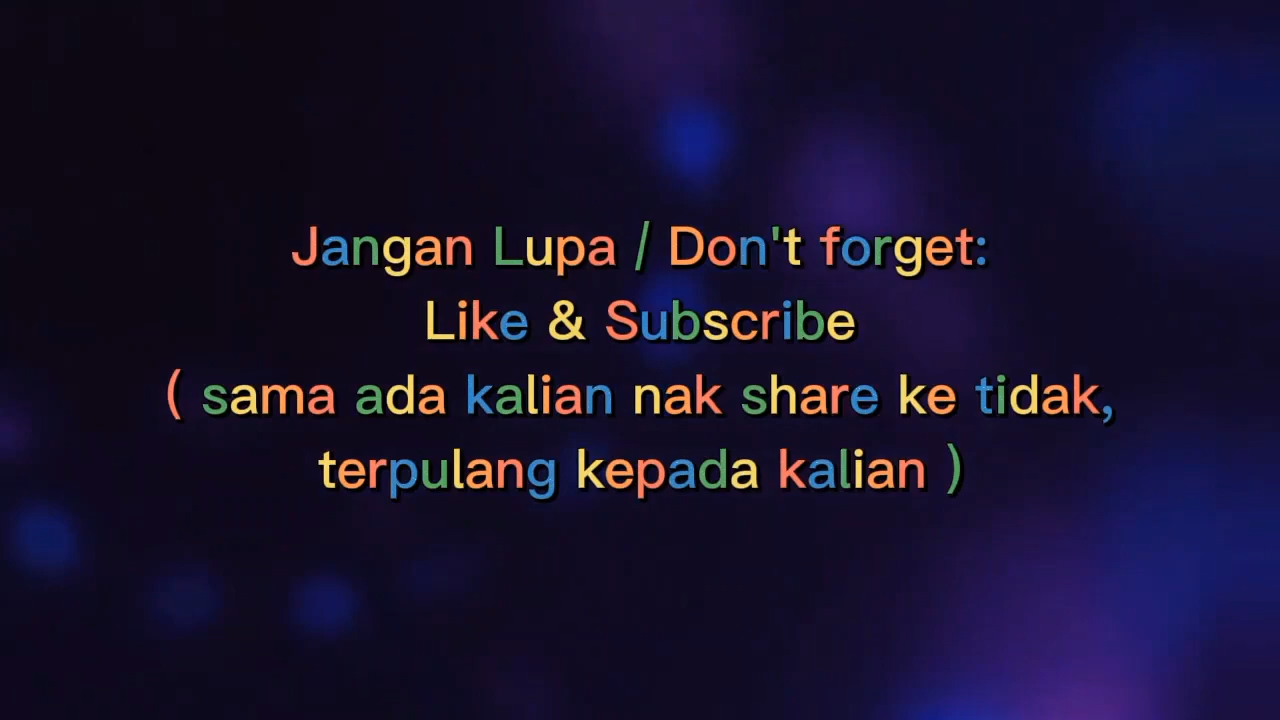 Jangan Lupa / Don't forget:
Like & Subscribe
( sama ada kalian nak share ke tidak,
terpulang kepada kalian )